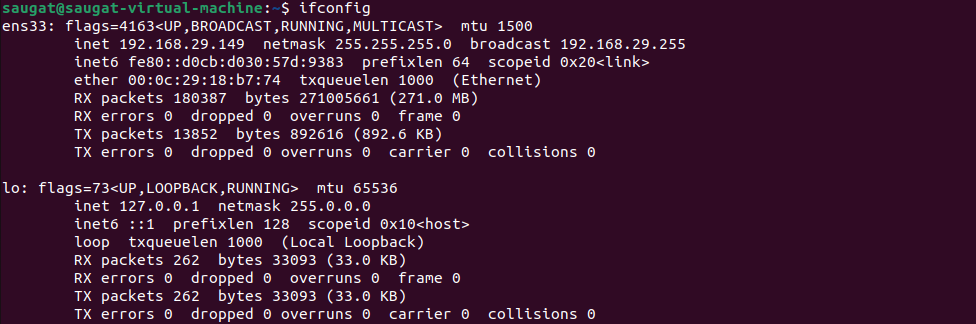 saugat@saugat-virtual-machine:~$ ifconfig
ens33: flags=4163<UP,BROADCAST,RUNNING,MULTICAST>  mtu 1500
        inet 192.168.29.149  netmask 255.255.255.0  broadcast 192.168.29.255
        inet6 fe80::d0cb:d030:57d:9383  prefixlen 64  scopeid 0x20<link>
        ether 00:0c:29:18:b7:74  txqueuelen 1000  (Ethernet)
        RX packets 180387  bytes 271005661 (271.0 MB)
        RX errors 0  dropped 0  overruns 0  frame 0
        TX packets 13852  bytes 892616 (892.6 KB)
        TX errors 0  dropped 0 overruns 0  carrier 0  collisions 0

lo: flags=73<UP,LOOPBACK,RUNNING>  mtu 65536
        inet 127.0.0.1  netmask 255.0.0.0
        inet6 ::1  prefixlen 128  scopeid 0x10<host>
        loop  txqueuelen 1000  (Local Loopback)
        RX packets 262  bytes 33093 (33.0 KB)
        RX errors 0  dropped 0  overruns 0  frame 0
        TX packets 262  bytes 33093 (33.0 KB)
        TX errors 0  dropped 0 overruns 0  carrier 0  collisions 0